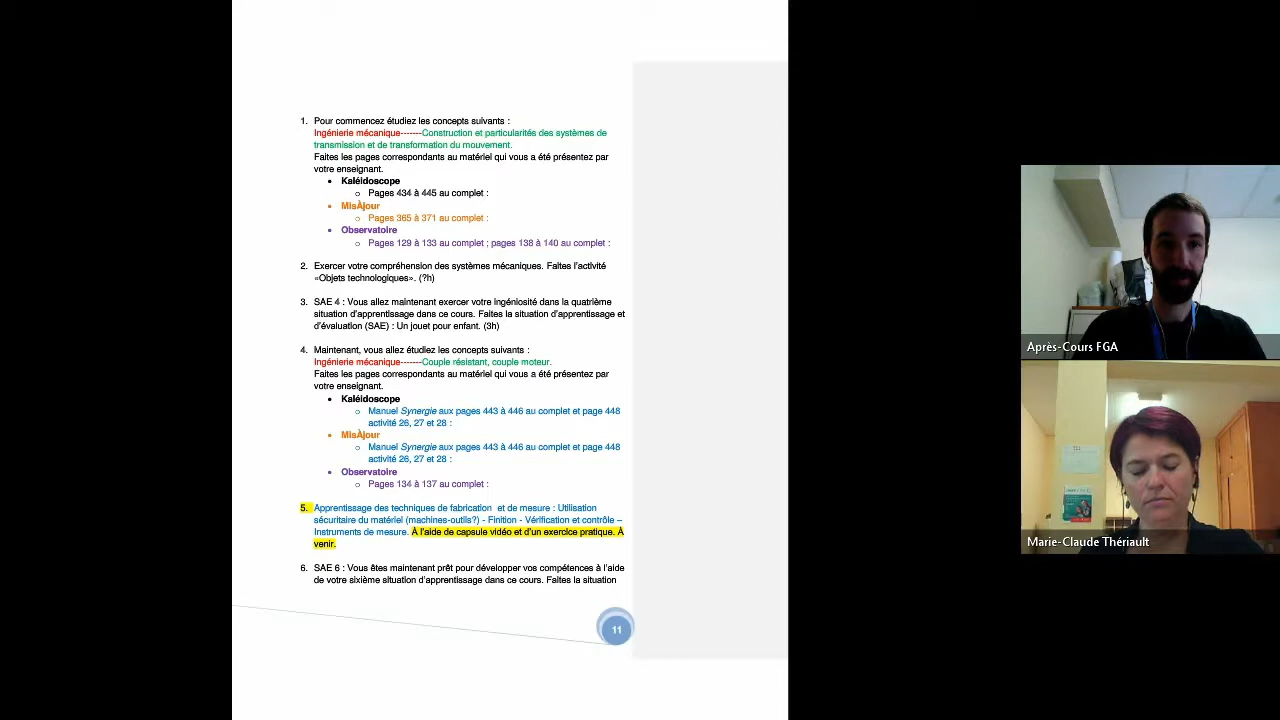 1. Pour commencez étudiez les concepts suivants :
Ingénierie mécanique-------Construction et particularités des systèmes de
transmission et de transformation du mouvement.
Faites les pages correspondants au matériel qui vous a été présentez par
votre enseignant.
• Kaléidoscope
o Pages 434 à 445 au complet :
• MisÀjour
o Pages 365 à 371 au complet :
• Observatoire
o Pages 129 à 133 au complet ; pages 138 à 140 au complet :
2. Exercer votre compréhension des systèmes mécaniques. Faites l'activité
«Objets technologiques». (?h)
3. SAE 4 : Vous allez maintenant exercer votre ingéniosité dans la quatrième
situation d'apprentissage dans ce cours. Faites la situation d'apprentissage et
d'évaluation (SAE) : Un jouet pour enfant. (3h)
4. Maintenant, vous allez étudiez les concepts suivants :
Ingénierie mécanique-------Couple résistant, couple moteur.
Faites les pages correspondants au matériel qui vous a été présentez par
votre enseignant.
• Kaléidoscope
o Manuel Synergie aux pages 443 à 446 au complet et page 448
activité 26, 27 et 28 :
• MisÀjour
o Manuel Synergie aux pages 443 à 446 au complet et page 448
activité 26, 27 et 28 :
• Observatoire
o Pages 134 à 137 au complet :
5. Apprentissage des techniques de fabrication et de mesure : Utilisation
sécuritaire du matériel (machines-outils?) - Finition - Vérification et contrôle –
Instruments de mesure. À l'aide de capsule vidéo et d'un exercice pratique. À
venir.
6. SAE 6 : Vous êtes maintenant prêt pour développer vos compétences à l'aide
de votre sixième situation d'apprentissage dans ce cours. Faites la situation
11
Après-Cours FGA
Marie-Claude Thériault